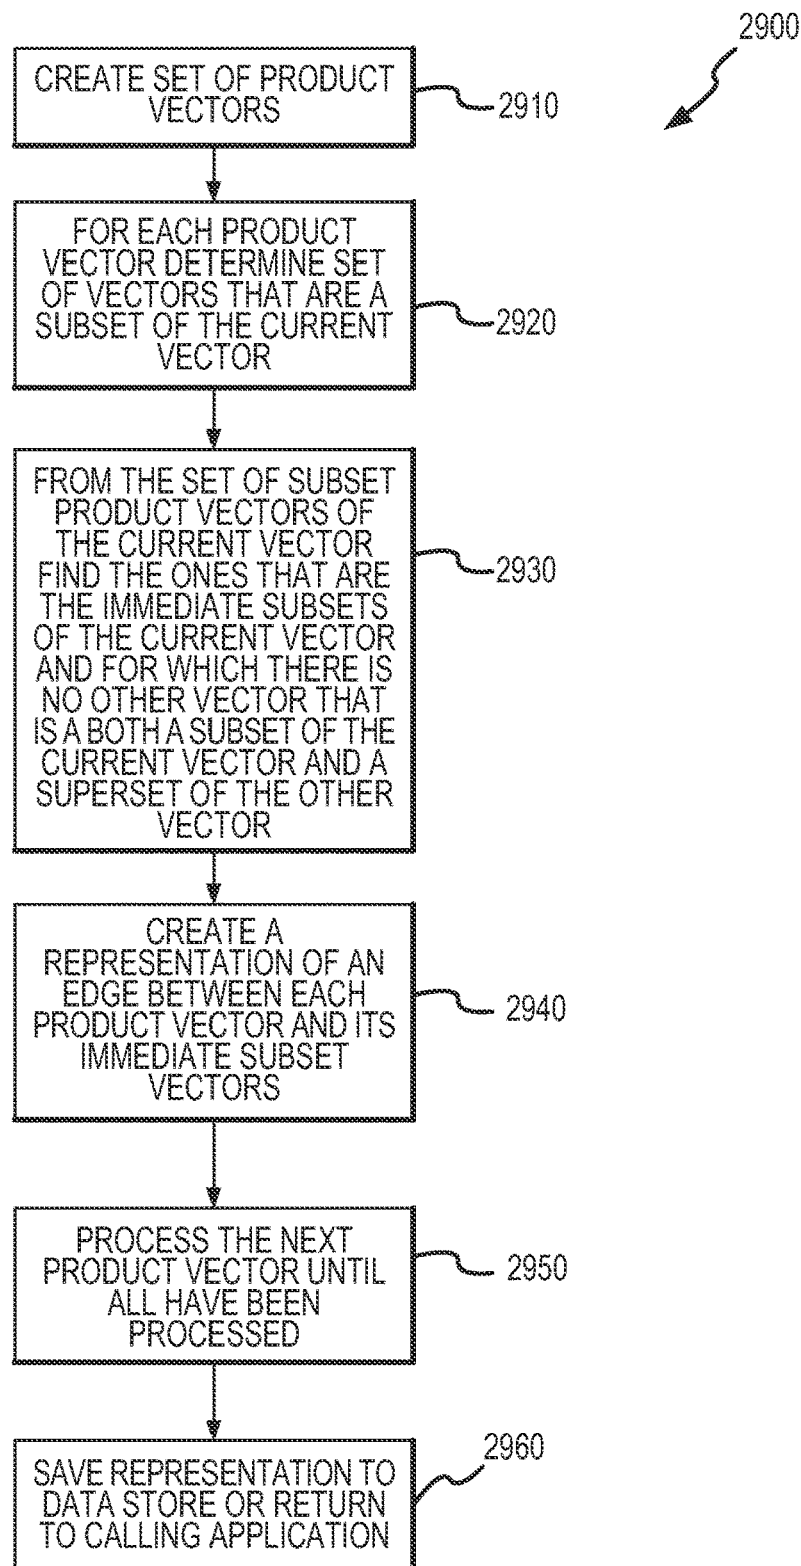 2900
CREATE SET OF PRODUCT
VECTORS
2910
FOR EACH PRODUCT
VECTOR DETERMINE SET
OF VECTORS THAT ARE A
SUBSET OF THE CURRENT
VECTOR
2920
FROM THE SET OF SUBSET
PRODUCT VECTORS OF
THE CURRENT VECTOR
FIND THE ONES THAT ARE
THE IMMEDIATE SUBSETS
OF THE CURRENT VECTOR
AND FOR WHICH THERE IS
NO OTHER VECTOR THAT
IS A BOTH A SUBSET OF THE
CURRENT VECTOR AND A
SUPERSET OF THE OTHER
VECTOR
2930
CREATE A
REPRESENTATION OF AN
EDGE BETWEEN EACH
PRODUCT VECTOR AND ITS
IMMEDIATE SUBSET
VECTORS
2940
PROCESS THE NEXT
PRODUCT VECTOR UNTIL
ALL HAVE BEEN
PROCESSED
2950
SAVE REPRESENTATION TO
DATA STORE OR RETURN
TO CALLING APPLICATION
2960